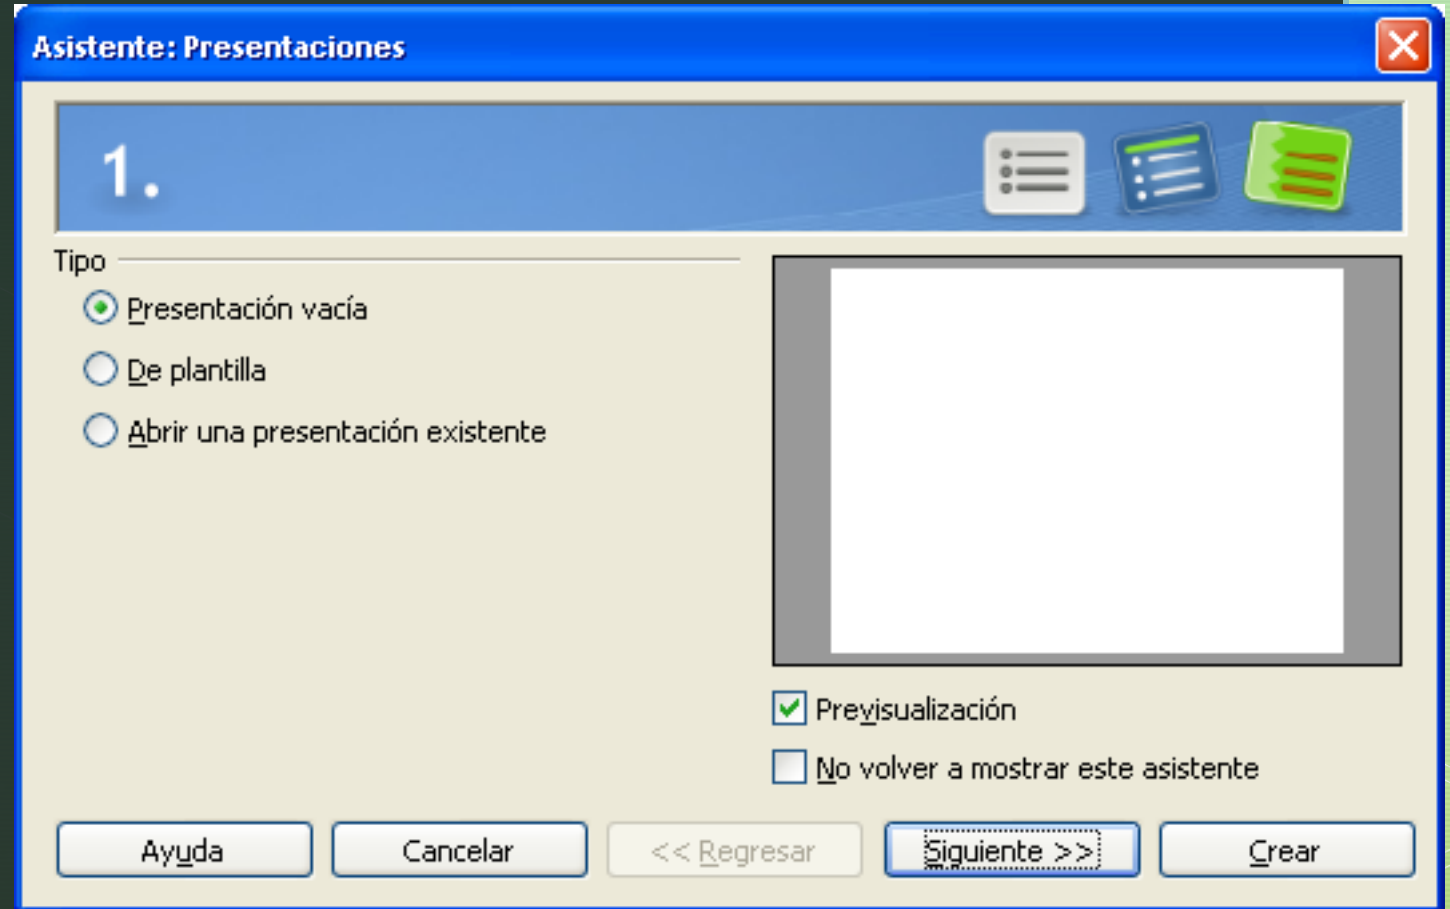 Asistente: Presentaciones
1.
Tipo
Presentación vacía
De plantilla
Abrir una presentación existente
Previsualización
No volver a mostrar este asistente
Ayuda
Cancelar
<< Regresar
Siguiente >>
Crear